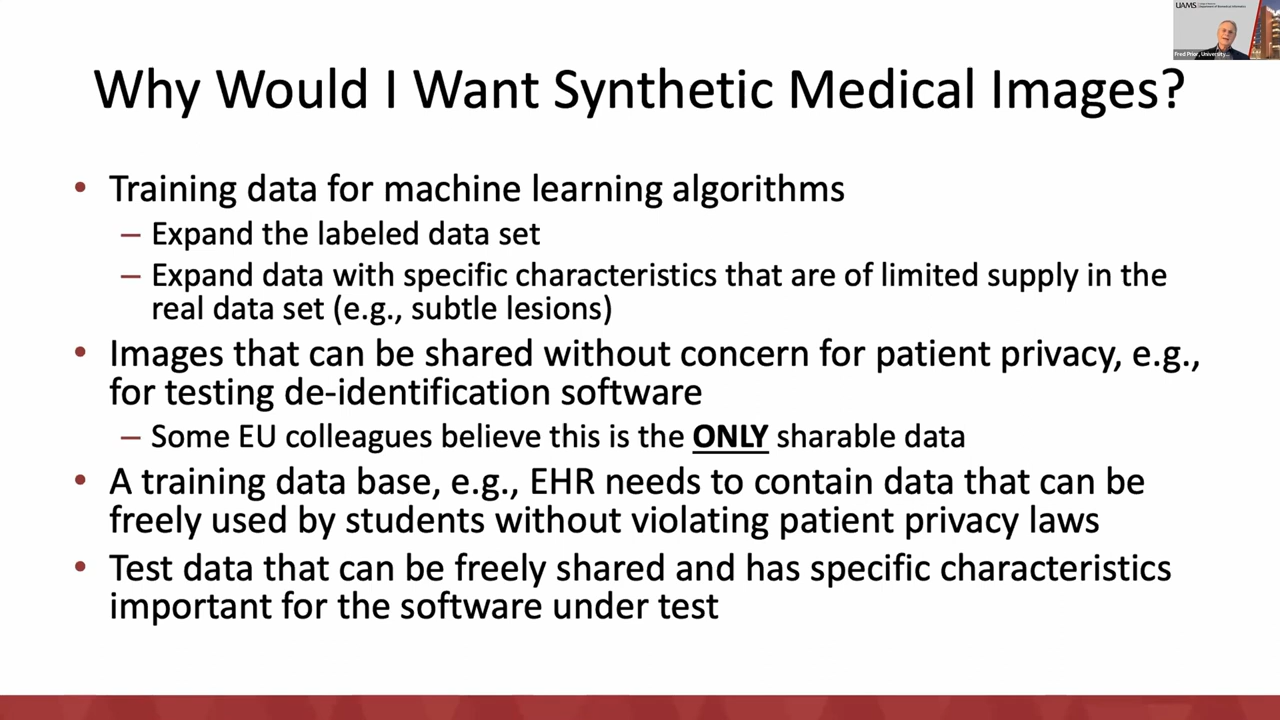 UAMS
Why Would I Want Synthetic Medical Images?
• Training data for machine learning algorithms
– Expand the labeled data set
– Expand data with specific characteristics that are of limited supply in the
real data set (e.g., subtle lesions)
• Images that can be shared without concern for patient privacy, e.g.,
for testing de-identification software
– Some EU colleagues believe this is the ONLY sharable data
• A training data base, e.g., EHR needs to contain data that can be
freely used by students without violating patient privacy laws
• Test data that can be freely shared and has specific characteristics
important for the software under test
Fred Prior, University...